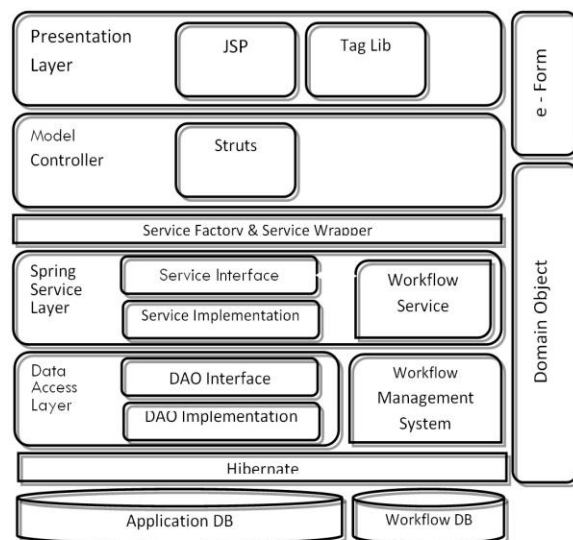 Presentation
Layer
JSP
Tag Lib
e - Form
Model
Controller
Struts
Service Factory & Service Wrapper
Spring
Service
Layer
Service Interface
Service Implementation
Workflow
Service
Domain Object
Data
Access
Layer
DAO Interface
DAO Implementation
Workflow
Management
System
Hibernate
Application DB
Workflow DB